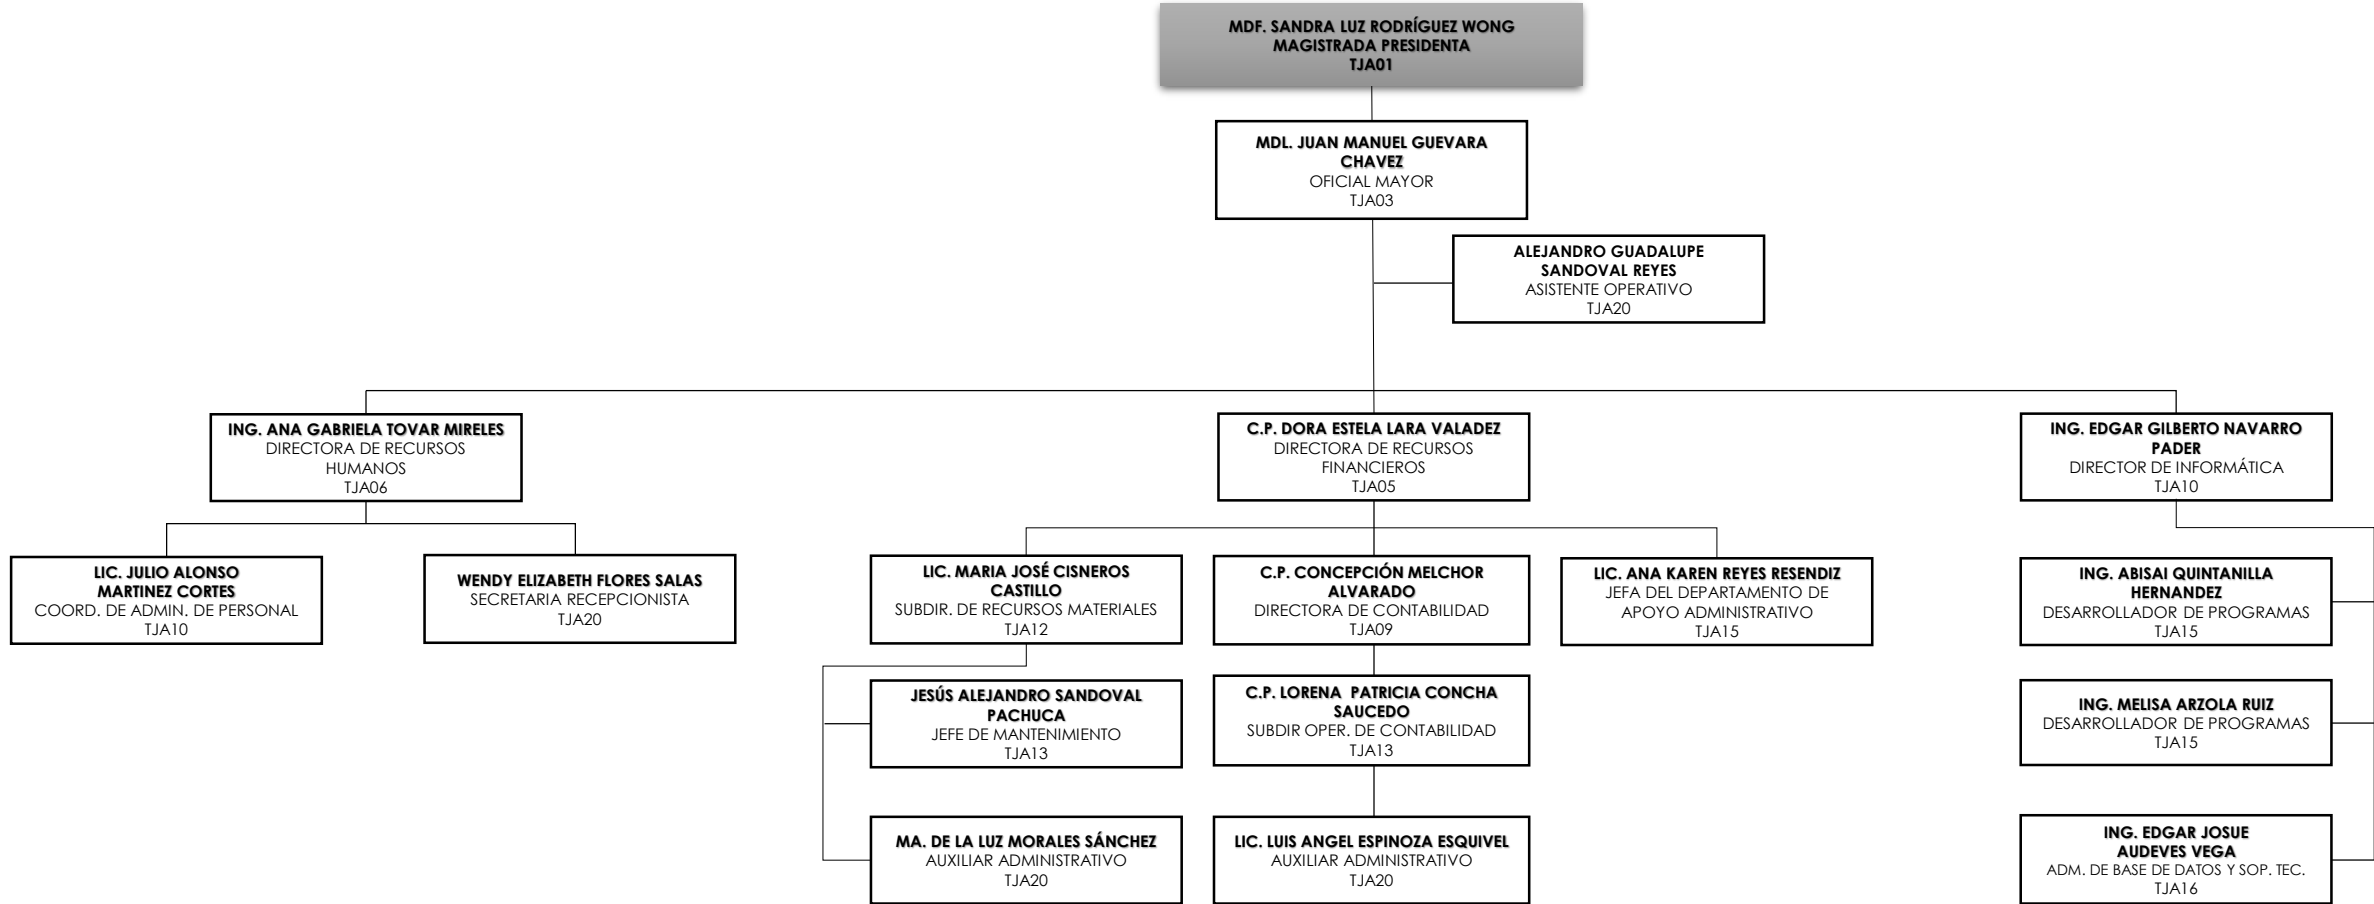 MDF. SANDRA LUZ RODRÍGUEZ WONG
MAGISTRADA PRESIDENTA
TJA01
MDL. JUAN MANUEL GUEVARA
CHAVEZ
OFICIAL MAYOR
TJA03
ALEJANDRO GUADALUPE
SANDOVAL REYES
ASISTENTE OPERATIVO
TJA20
ING. ANA GABRIELA TOVAR MIRELES
DIRECTORA DE RECURSOS
HUMANOS
TJA06
C.P. DORA ESTELA LARA VALADEZ
DIRECTORA DE RECURSOS
FINANCIEROS
TJA05
ING. EDGAR GILBERTO NAVARRO
PADER
DIRECTOR DE INFORMÁTICA
TJA10
LIC. JULIO ALONSO
MARTINEZ CORTES
COORD. DE ADMIN. DE PERSONAL
TJA10
WENDY ELIZABETH FLORES SALAS
SECRETARIA RECEPCIONISTA
TJA20
LIC. MARIA JOSÉ CISNEROS
CASTILLO
SUBDIR. DE RECURSOS MATERIALES
TJA12
C.P. CONCEPCIÓN MELCHOR
ALVARADO
DIRECTORA DE CONTABILIDAD
TJA09
LIC. ANA KAREN REYES RESENDIZ
JEFA DEL DEPARTAMENTO DE
APOYO ADMINISTRATIVO
TJA15
ING. ABISAI QUINTANILLA
HERNANDEZ
DESARROLLADOR DE PROGRAMAS
TJA15
JESÚS ALEJANDRO SANDOVAL
PACHUCA
JEFE DE MANTENIMIENTO
TJA13
C.P. LORENA PATRICIA CONCHA
SAUCEDO
SUBDIR OPER. DE CONTABILIDAD
TJA13
ING. MELISA ARZOLA RUIZ
DESARROLLADOR DE PROGRAMAS
TJA15
MA. DE LA LUZ MORALES SÁNCHEZ
AUXILIAR ADMINISTRATIVO
TJA20
LIC. LUIS ANGEL ESPINOZA ESQUIVEL
AUXILIAR ADMINISTRATIVO
TJA20
ING. EDGAR JOSUE
AUDEVES VEGA
ADM. DE BASE DE DATOS Y SOP. TEC.
TJA16